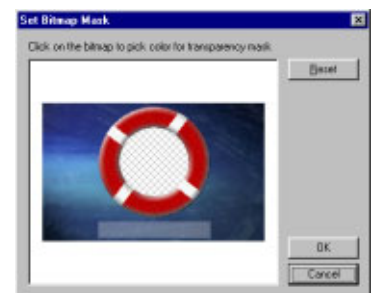 Set Bitmap Mask
Click on the bitmap to pick color for transparency mask.
Reset
OK
Cancel